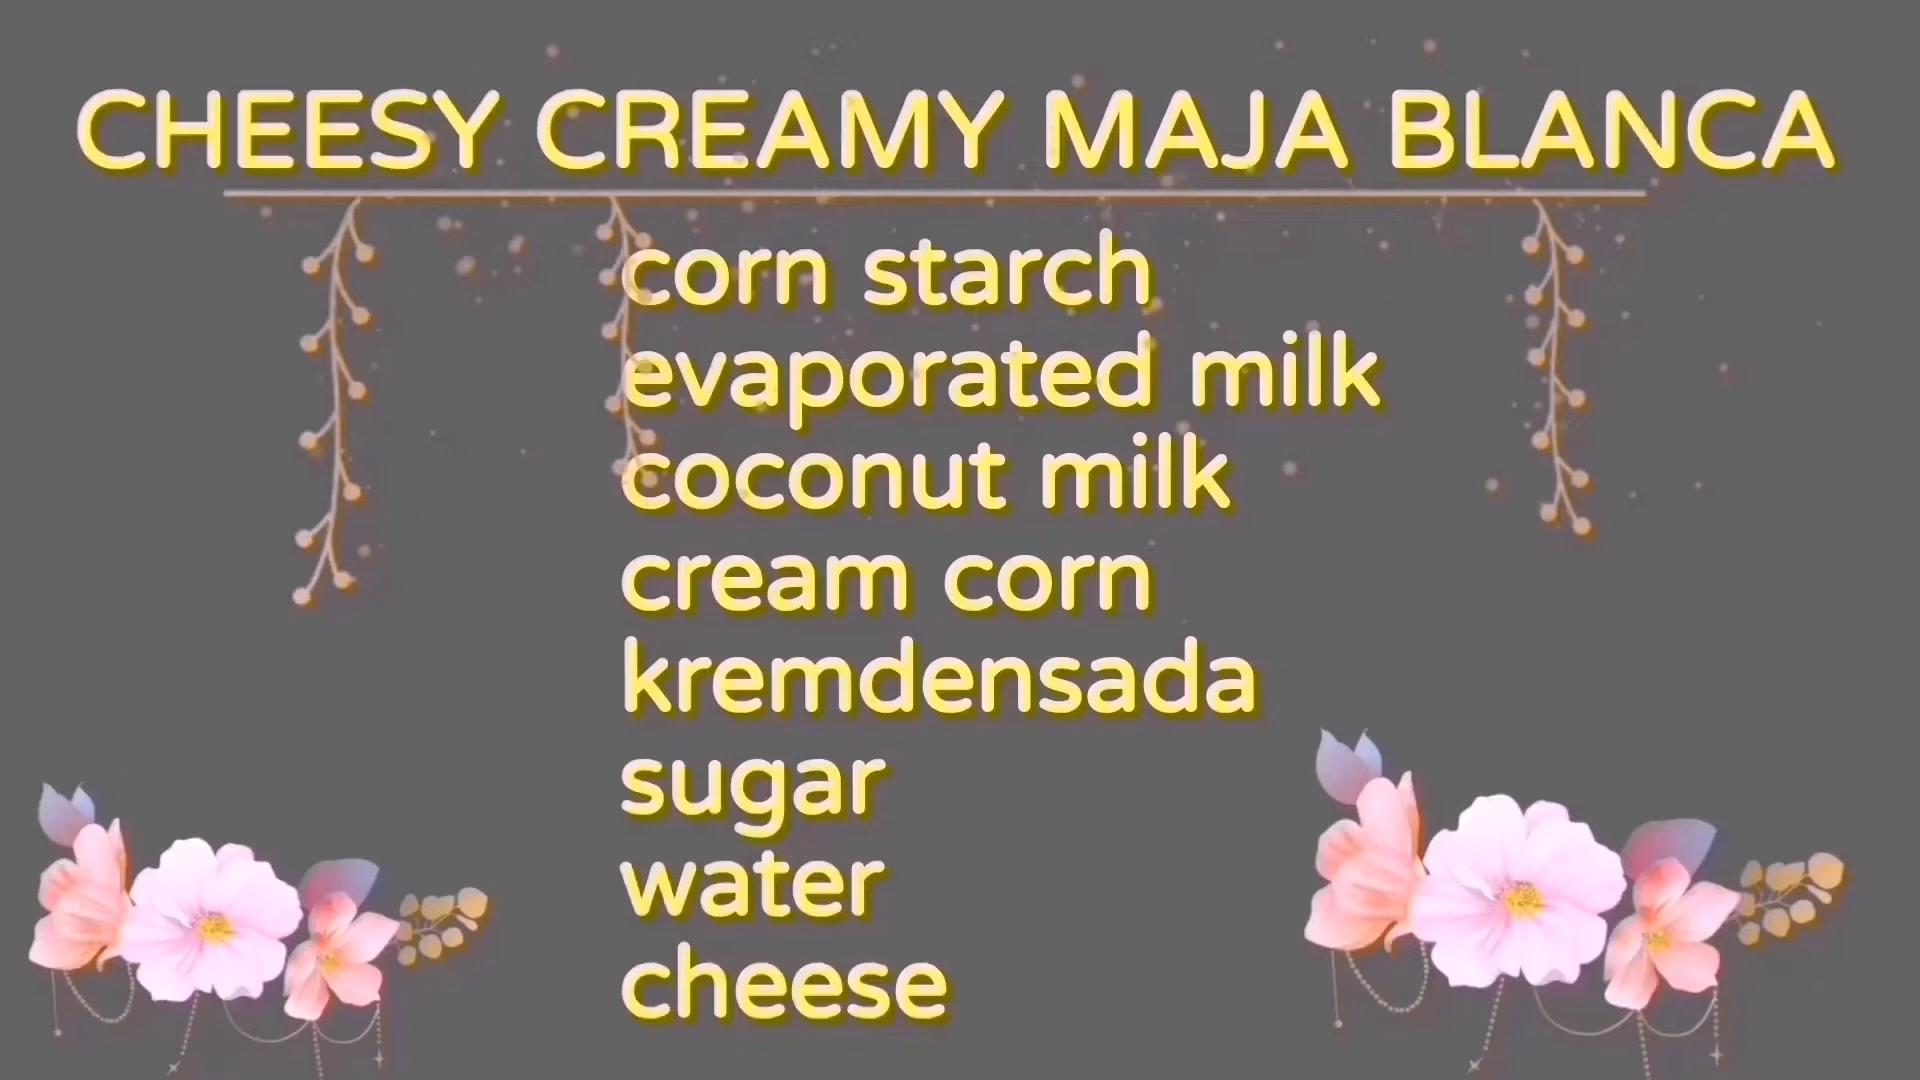 CHEESY CREAMY MAJA BLANCA
corn starch
evaporated milk
coconut milk
cream corn
kremdensada
sugar
water
cheese